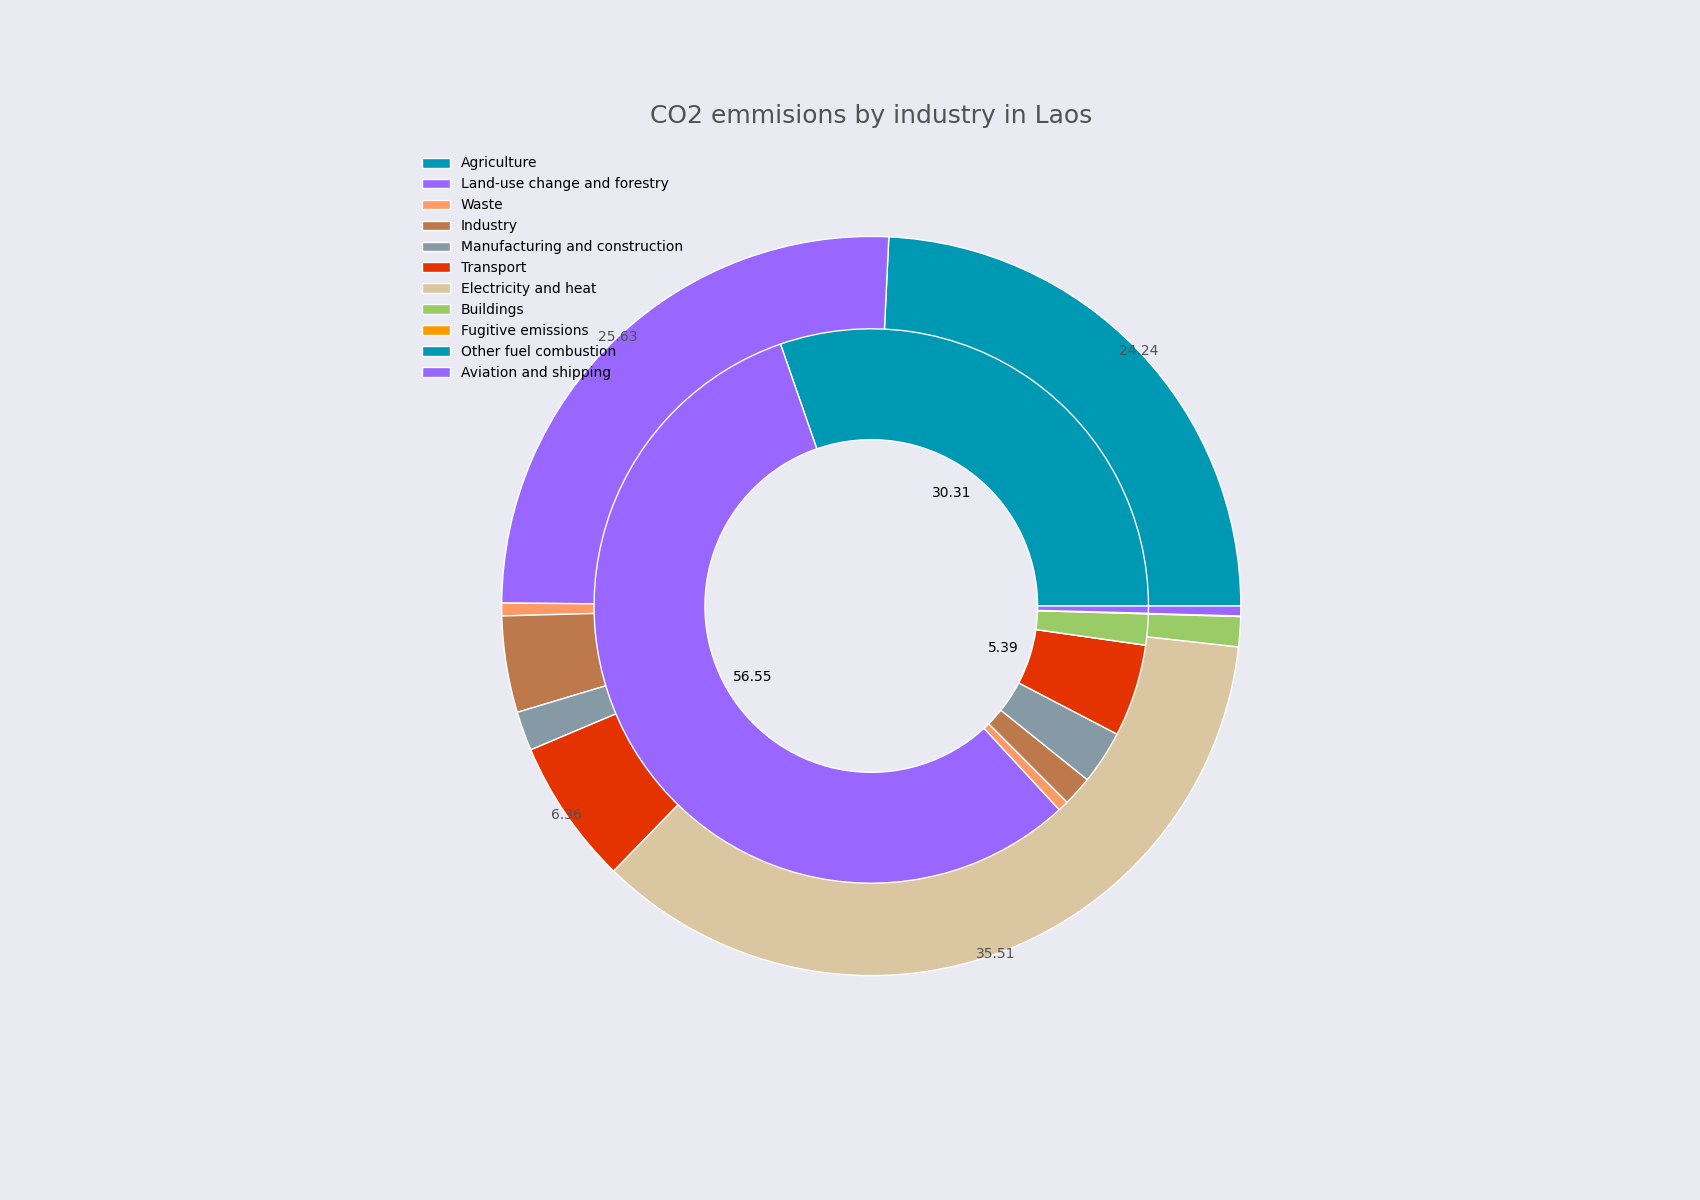 CO2 emmisions by industry in Laos
Agriculture
Land-use change and forestry
Waste
Industry
Manufacturing and construction
Transport
Electricity and heat
Buildings
Fugitive emissions
Other fuel combustion
Aviation and shipping
25.63
24.24
30.31
5.39
56.55
6.36
35.51